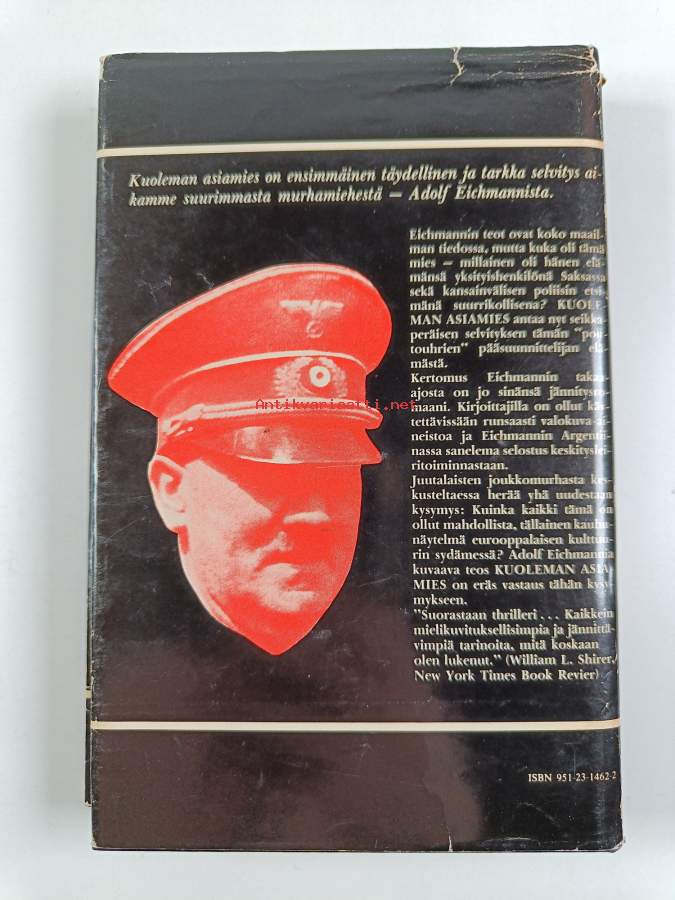 Kuoleman asiamies on ensimmäinen täydellinen ja tarkka selvitys ai-
kamme suurimmasta murhamiehestä — Adolf Eichmannista.
Eichmannin teot ovat koko maail-
man tiedossa, mutta kuka oli tämä
mies — millainen oli hänen elä-
mänsä yksityishenkilönä Saksassa
sekä kansainvälisen poliisin etsi-
mänä suurrikollisena? KUOLE-
MAN ASIAMIES antaa nyt seikka-
peräisen selvityksen tämän "polt-
touhrien" pääsuunnittelijan elä-
mästä.
Kertomus Eichmannin takaa-
ajosta on jo sinänsä jännitysro-
maani. Kirjoittajilla on ollut käy-
tettävissään runsaasti valokuva-ai-
neistoa ja Eichmannin Argentii-
nassa sanelema selostus keskityslei-
ritoiminnastaan.
Juutalaisten joukkomurhasta kes-
kusteltaessa herää yhä uudestaan
kysymys: Kuinka kaikki tämä on
ollut mahdollista, tällainen kauhu-
näytelmä eurooppalaisen kulttuu-
rin sydämessä? Adolf Eichmannia
kuvaava teos KUOLEMAN ASIA-
MIES on eräs vastaus tähän kysy-
mykseen.
"Suorastaan thrilleri . . . Kaikkein
mielikuvituksellisimpia ja jännittä-
vimpiä tarinoita, mitä koskaan
olen lukenut." (William L. Shirer,
New York Times Book Revier)
ISBN 951-23-1462-2
Antikvariaatti.net